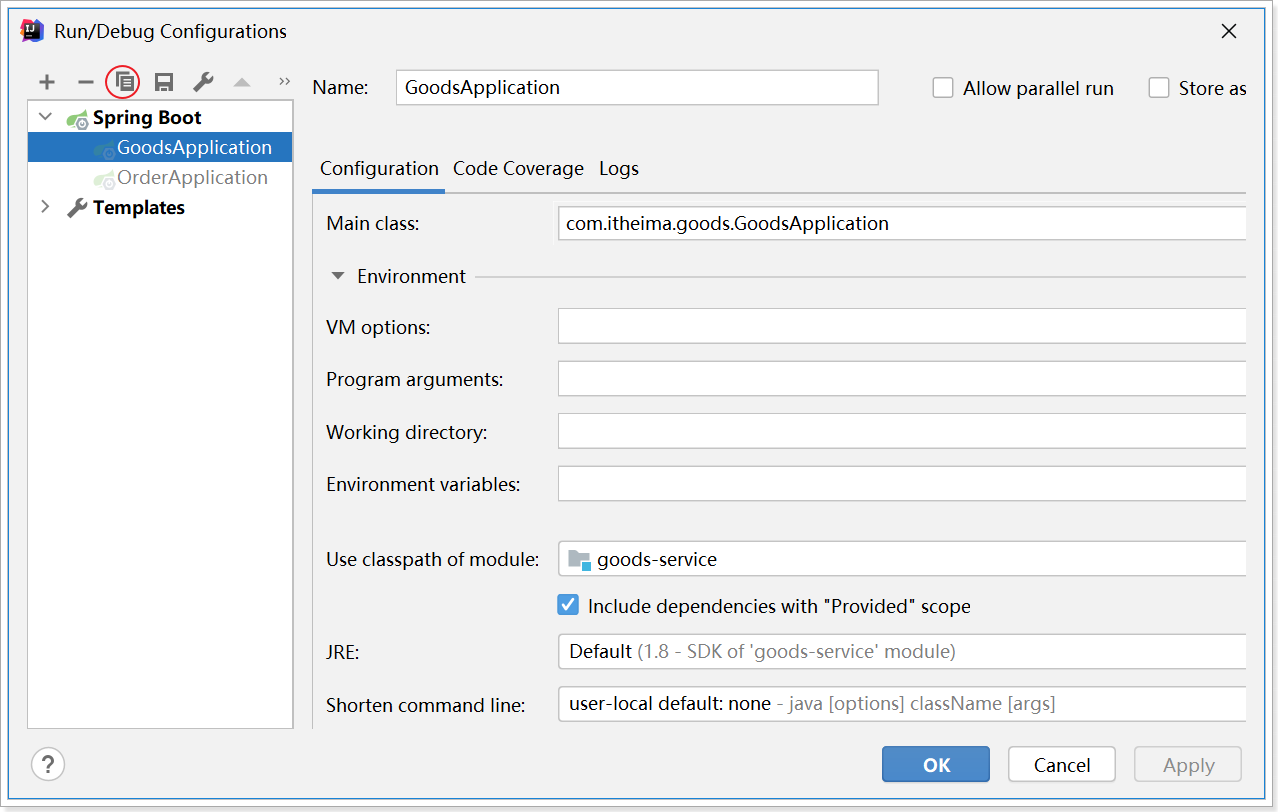 Run/Debug Configurations
Name: GoodsApplication Allow parallel run Store as
Spring Boot
GoodsApplication
OrderApplication
Templates
Configuration Code Coverage Logs
Main class: com.itheima.goods.GoodsApplication
Environment
VM options:
Program arguments:
Working directory:
Environment variables:
Use classpath of module: goods-service
Include dependencies with "Provided" scope
JRE: Default (1.8 - SDK of 'goods-service' module)
Shorten command line: user-local default: none - java [options] className [args]
? OK Cancel Apply